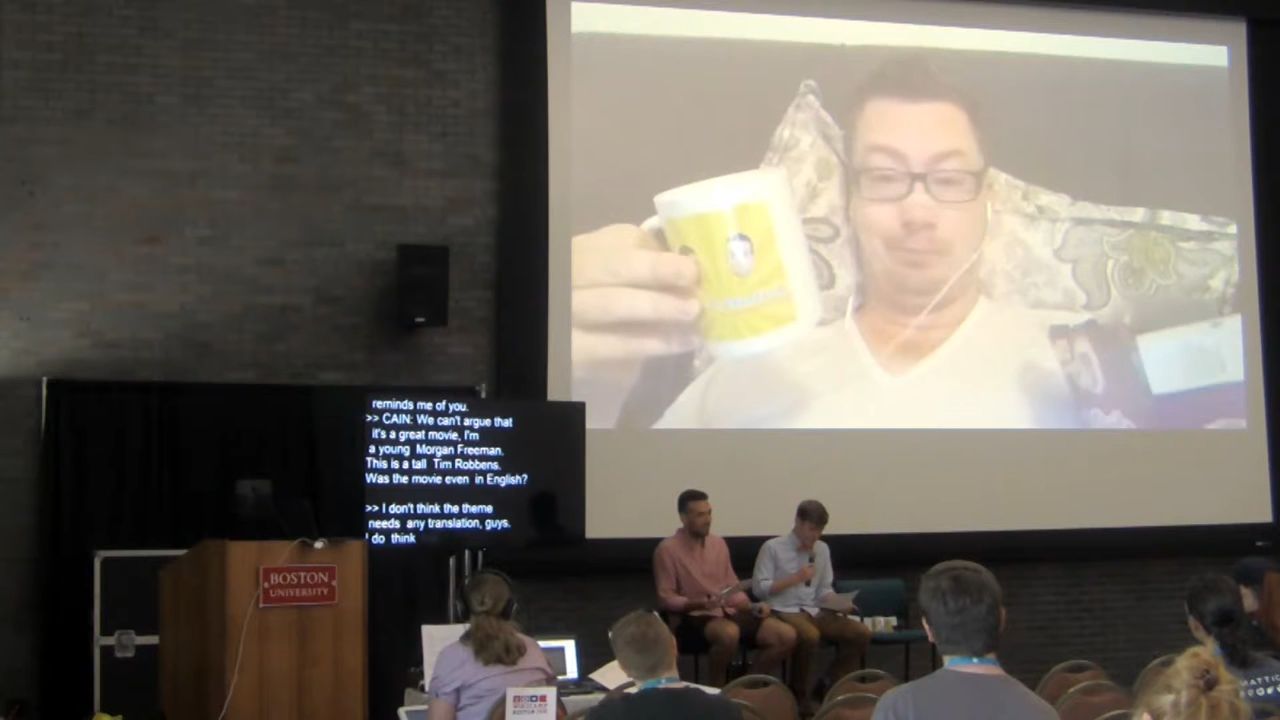 reminds me of you.
>> CAIN: We can't argue that
it's a great movie, I'm
a young Morgan Freeman.
This is a tall Tim Robbens.
Was the movie even in English?
>> I don't think the theme
needs any translation, guys.
I do think
BOSTON
UNIVERSITY